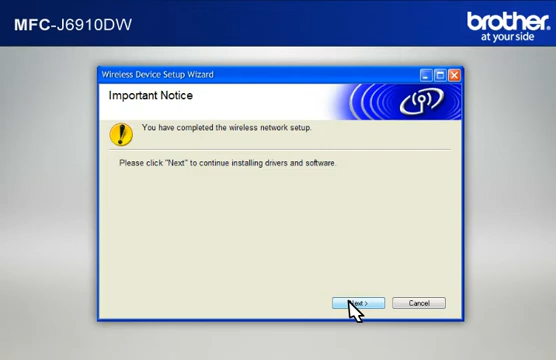 MFC-J6910DW
brother
at your side
Wireless Device Setup Wizard
Important Notice
You have completed the wireless network setup.
Please click "Next" to continue installing drivers and software.
Cancel